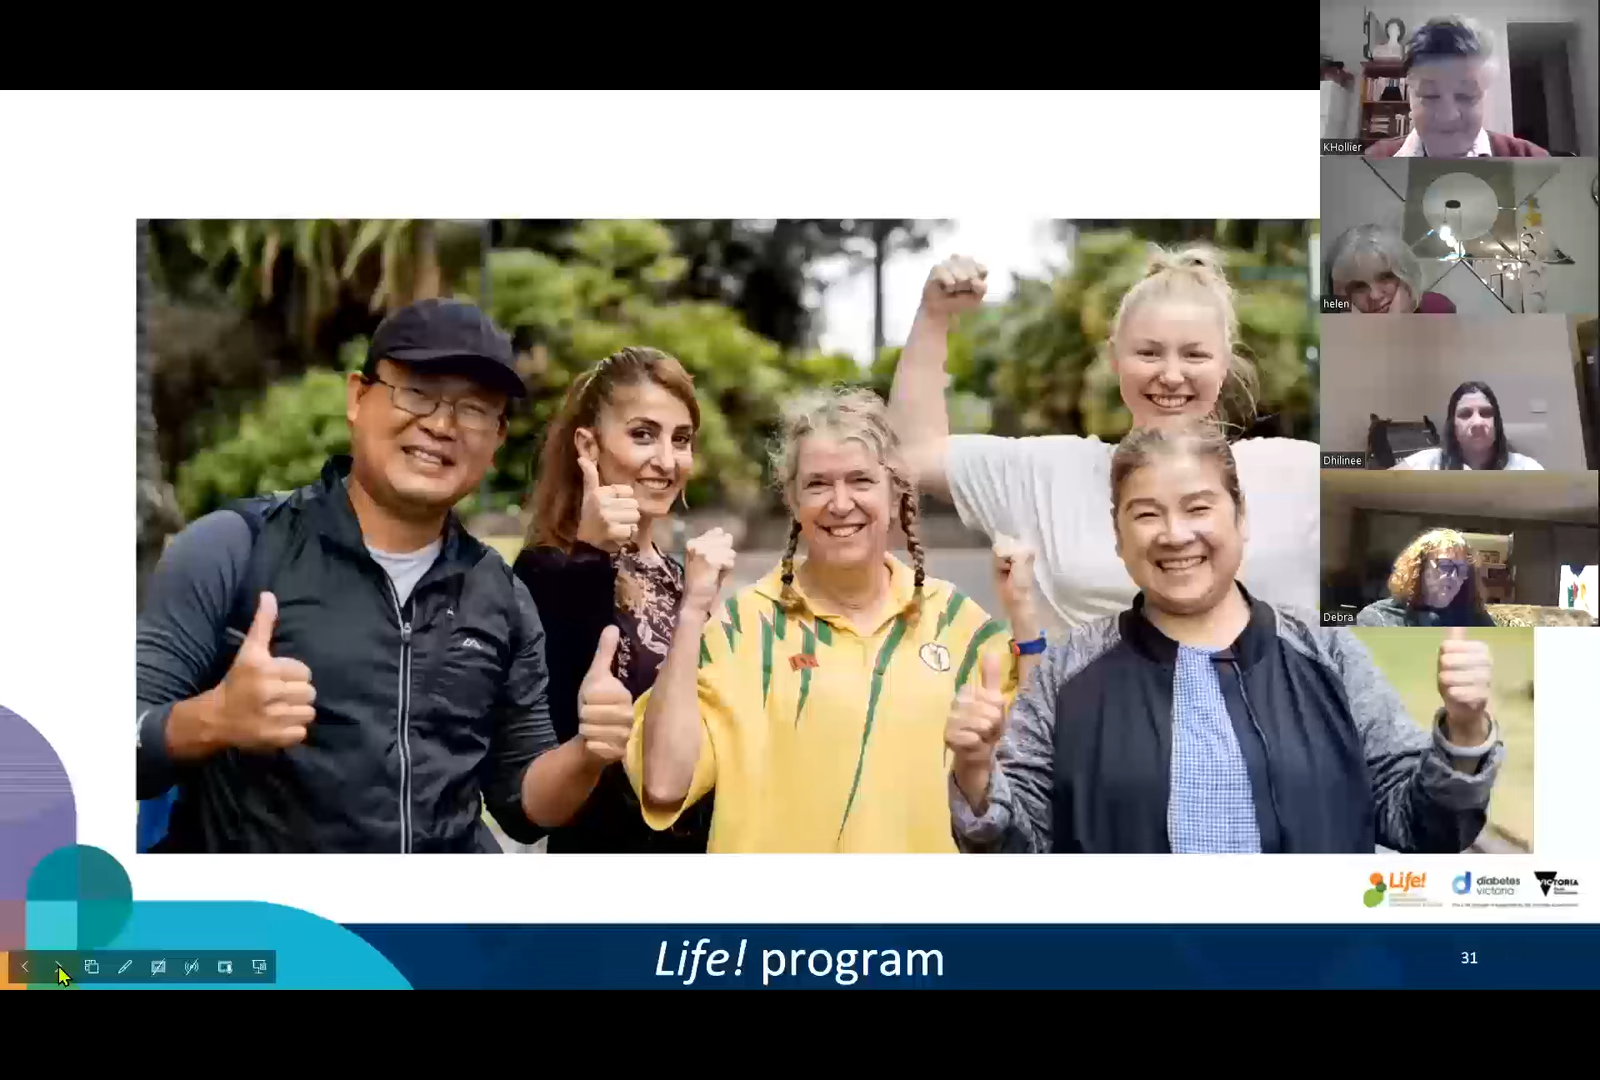 KHollier
helen
Dhilinee
Debra
Life!
diabetes
victoria
VICTORIA
Life! program
31